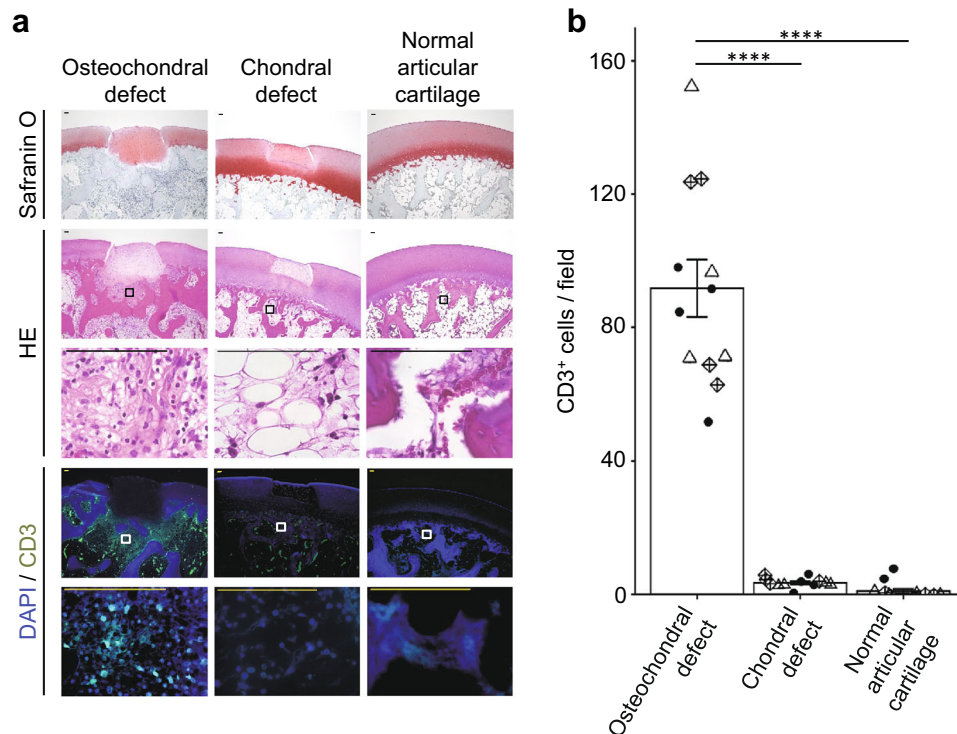 a
Osteochondral
defect
Chondral
defect
Normal
articular
cartilage
Safranin O
HE
DAPI / CD3
b
****
****
160
120
80
40
0
CD3⁺ cells / field
Osteochondral
defect
Chondral
defect
Normal
articular
cartilage